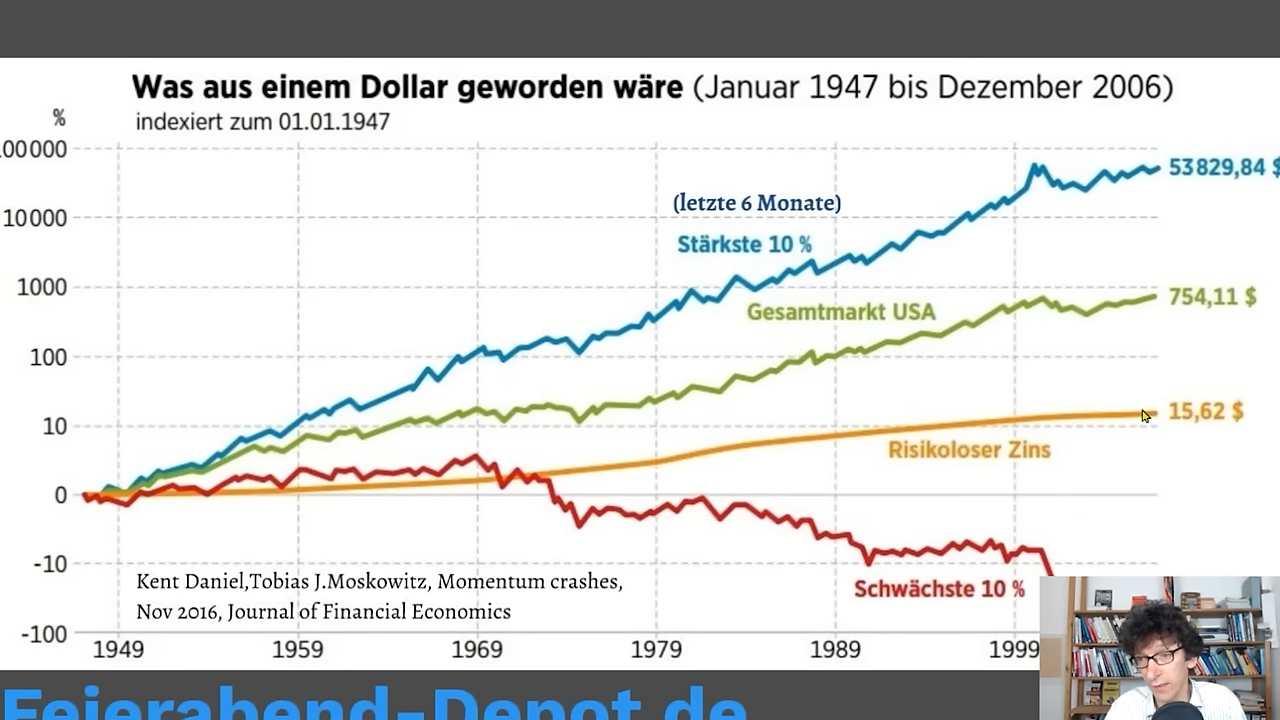 Was aus einem Dollar geworden wäre (Januar 1947 bis Dezember 2006)
%
indexiert zum 01.01.1947
00000
53829,84 $
(letzte 6 Monate)
10000
Stärkste 10 %
1000
754,11 $
Gesamtmarkt USA
100
15,62 $
10
Risikoloser Zins
0
-10
Kent Daniel,Tobias J.Moskowitz, Momentum crashes,
Schwächste 10 %
Nov 2016, Journal of Financial Economics
-100
1949 1959 1969 1979 1989 1999
Feierabend-Depot.de